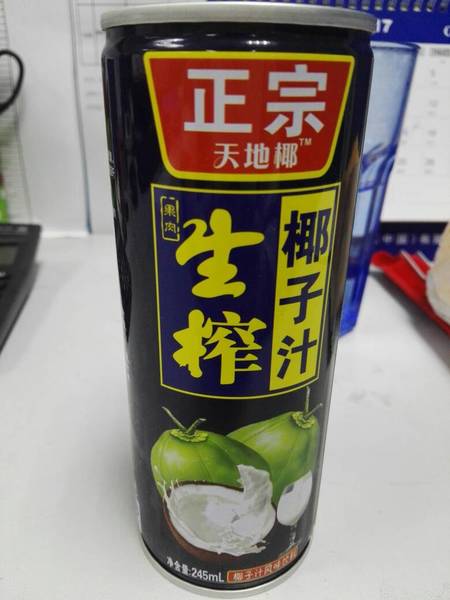 正宗
天地椰™
果肉
生榨
椰子汁
净含量:245mL
椰子汁风味饮料
17